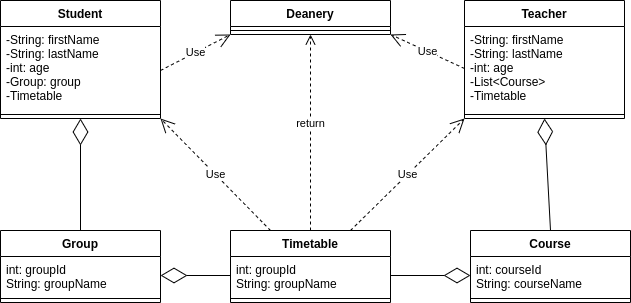 Student
-String: firstName
-String: lastName
-int: age
-Group: group
-Timetable
Deanery
Teacher
-String: firstName
-String: lastName
-int: age
-List<Course>
-Timetable
Use
Use
return
Use
Use
Group
int: groupId
String: groupName
Timetable
int: groupId
String: groupName
Course
int: courseId
String: courseName